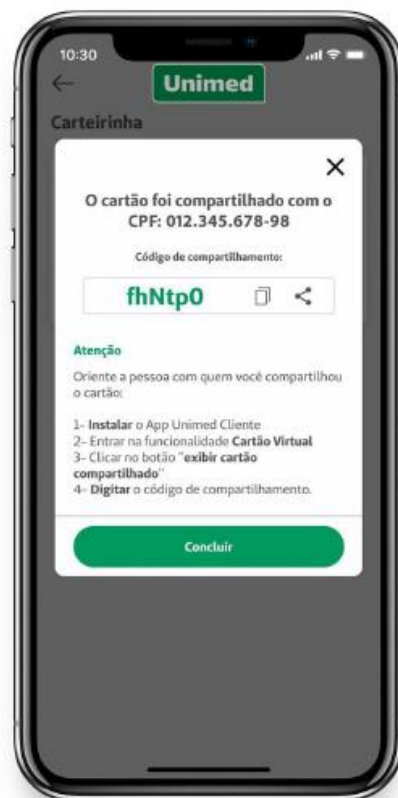 10:30
Unimed
Carteirinha
O cartão foi compartilhado com o
CPF: 012.345.678-98
Código de compartilhamento:
fhNtp0
Atenção
Oriente a pessoa com quem você compartilhou
o cartão:
1- Instalar o App Unimed Cliente
2- Entrar na funcionalidade Cartão Virtual
3- Clicar no botão "exibir cartão
compartilhado"
4- Digitar o código de compartilhamento.
Concluir